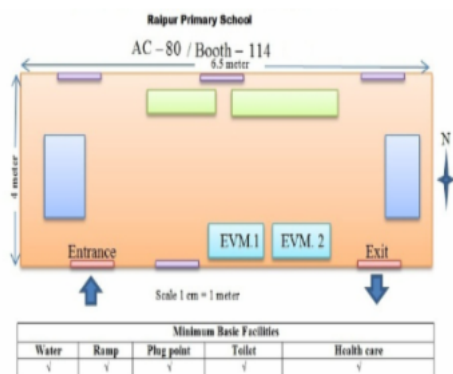 Raipur Primary School
AC – 80 / Booth – 114
6.5 meter
4 meter
N
EVM.1 EVM. 2
Entrance Exit
Scale 1 cm = 1 meter
Minimum Basic Facilities
Water Ramp Plug point Toilet Health care
√ √ √ √ √